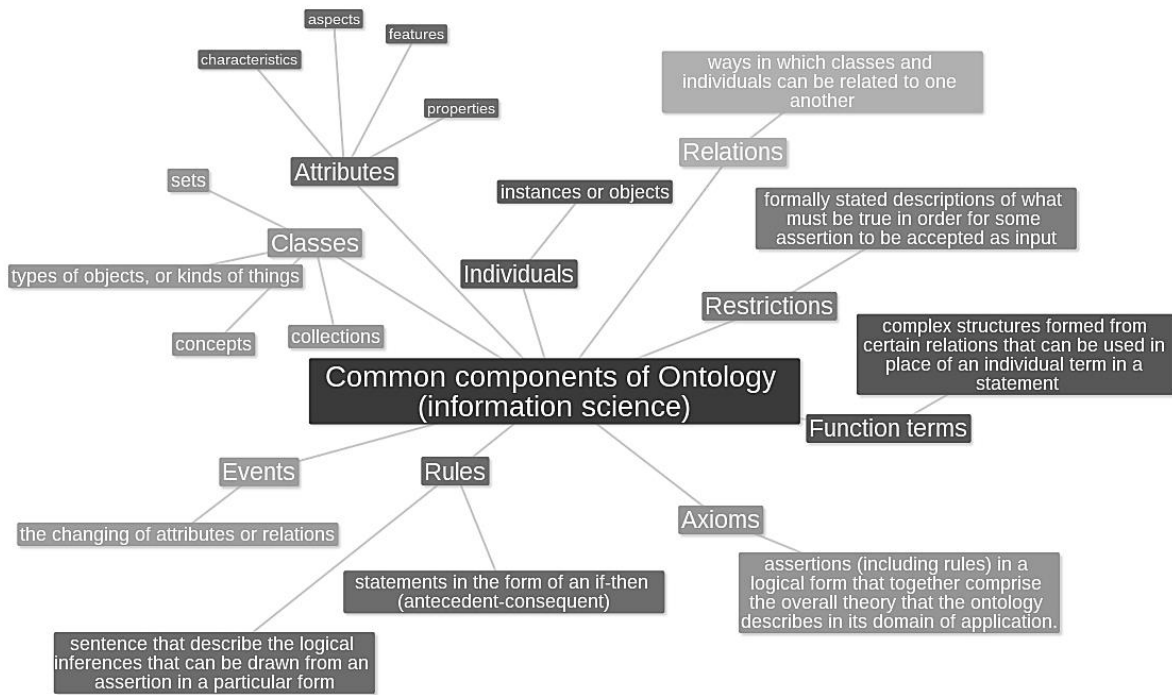 aspects
features
characteristics
properties
Attributes
ways in which classes and
individuals can be related to one
another
Relations
sets
instances or objects
formally stated descriptions of what
must be true in order for some
assertion to be accepted as input
Classes
types of objects, or kinds of things
Individuals
Restrictions
concepts
collections
complex structures formed from
certain relations that can be used in
place of an individual term in a
statement
Common components of Ontology
(information science)
Function terms
Events
Rules
the changing of attributes or relations
Axioms
statements in the form of an if-then
(antecedent-consequent)
assertions (including rules) in a
logical form that together comprise
the overall theory that the ontology
describes in its domain of application.
sentence that describe the logical
inferences that can be drawn from an
assertion in a particular form